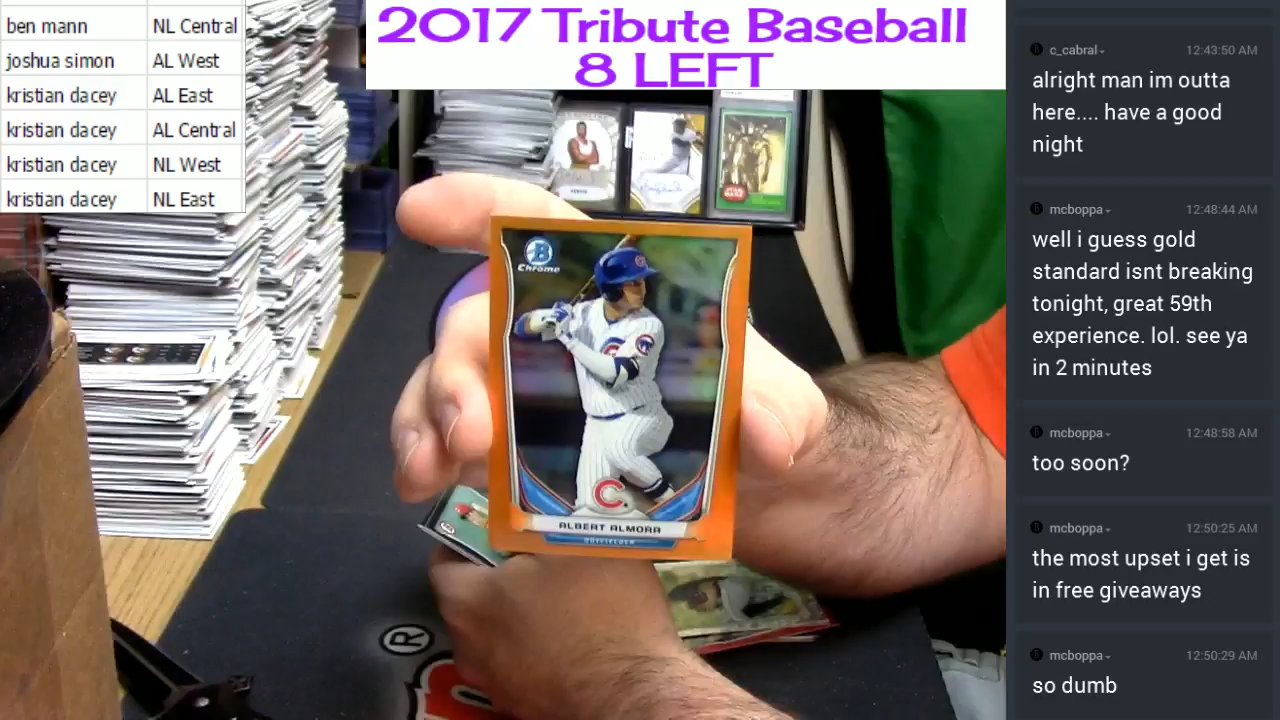 ben mann NL Central
joshua simon AL West
kristian dacey AL East
kristian dacey AL Central
kristian dacey NL West
kristian dacey NL East
2017 Tribute Baseball
8 LEFT
STAR
WARS
B
Chrome
C
ALBERT ALMORA
OUTFIELDER
®
c_cabral 12:43:50 AM
alright man im outta
here.... have a good
night
mcboppa 12:48:44 AM
well i guess gold
standard isnt breaking
tonight, great 59th
experience. lol. see ya
in 2 minutes
mcboppa 12:48:58 AM
too soon?
mcboppa 12:50:25 AM
the most upset i get is
in free giveaways
mcboppa 12:50:29 AM
so dumb